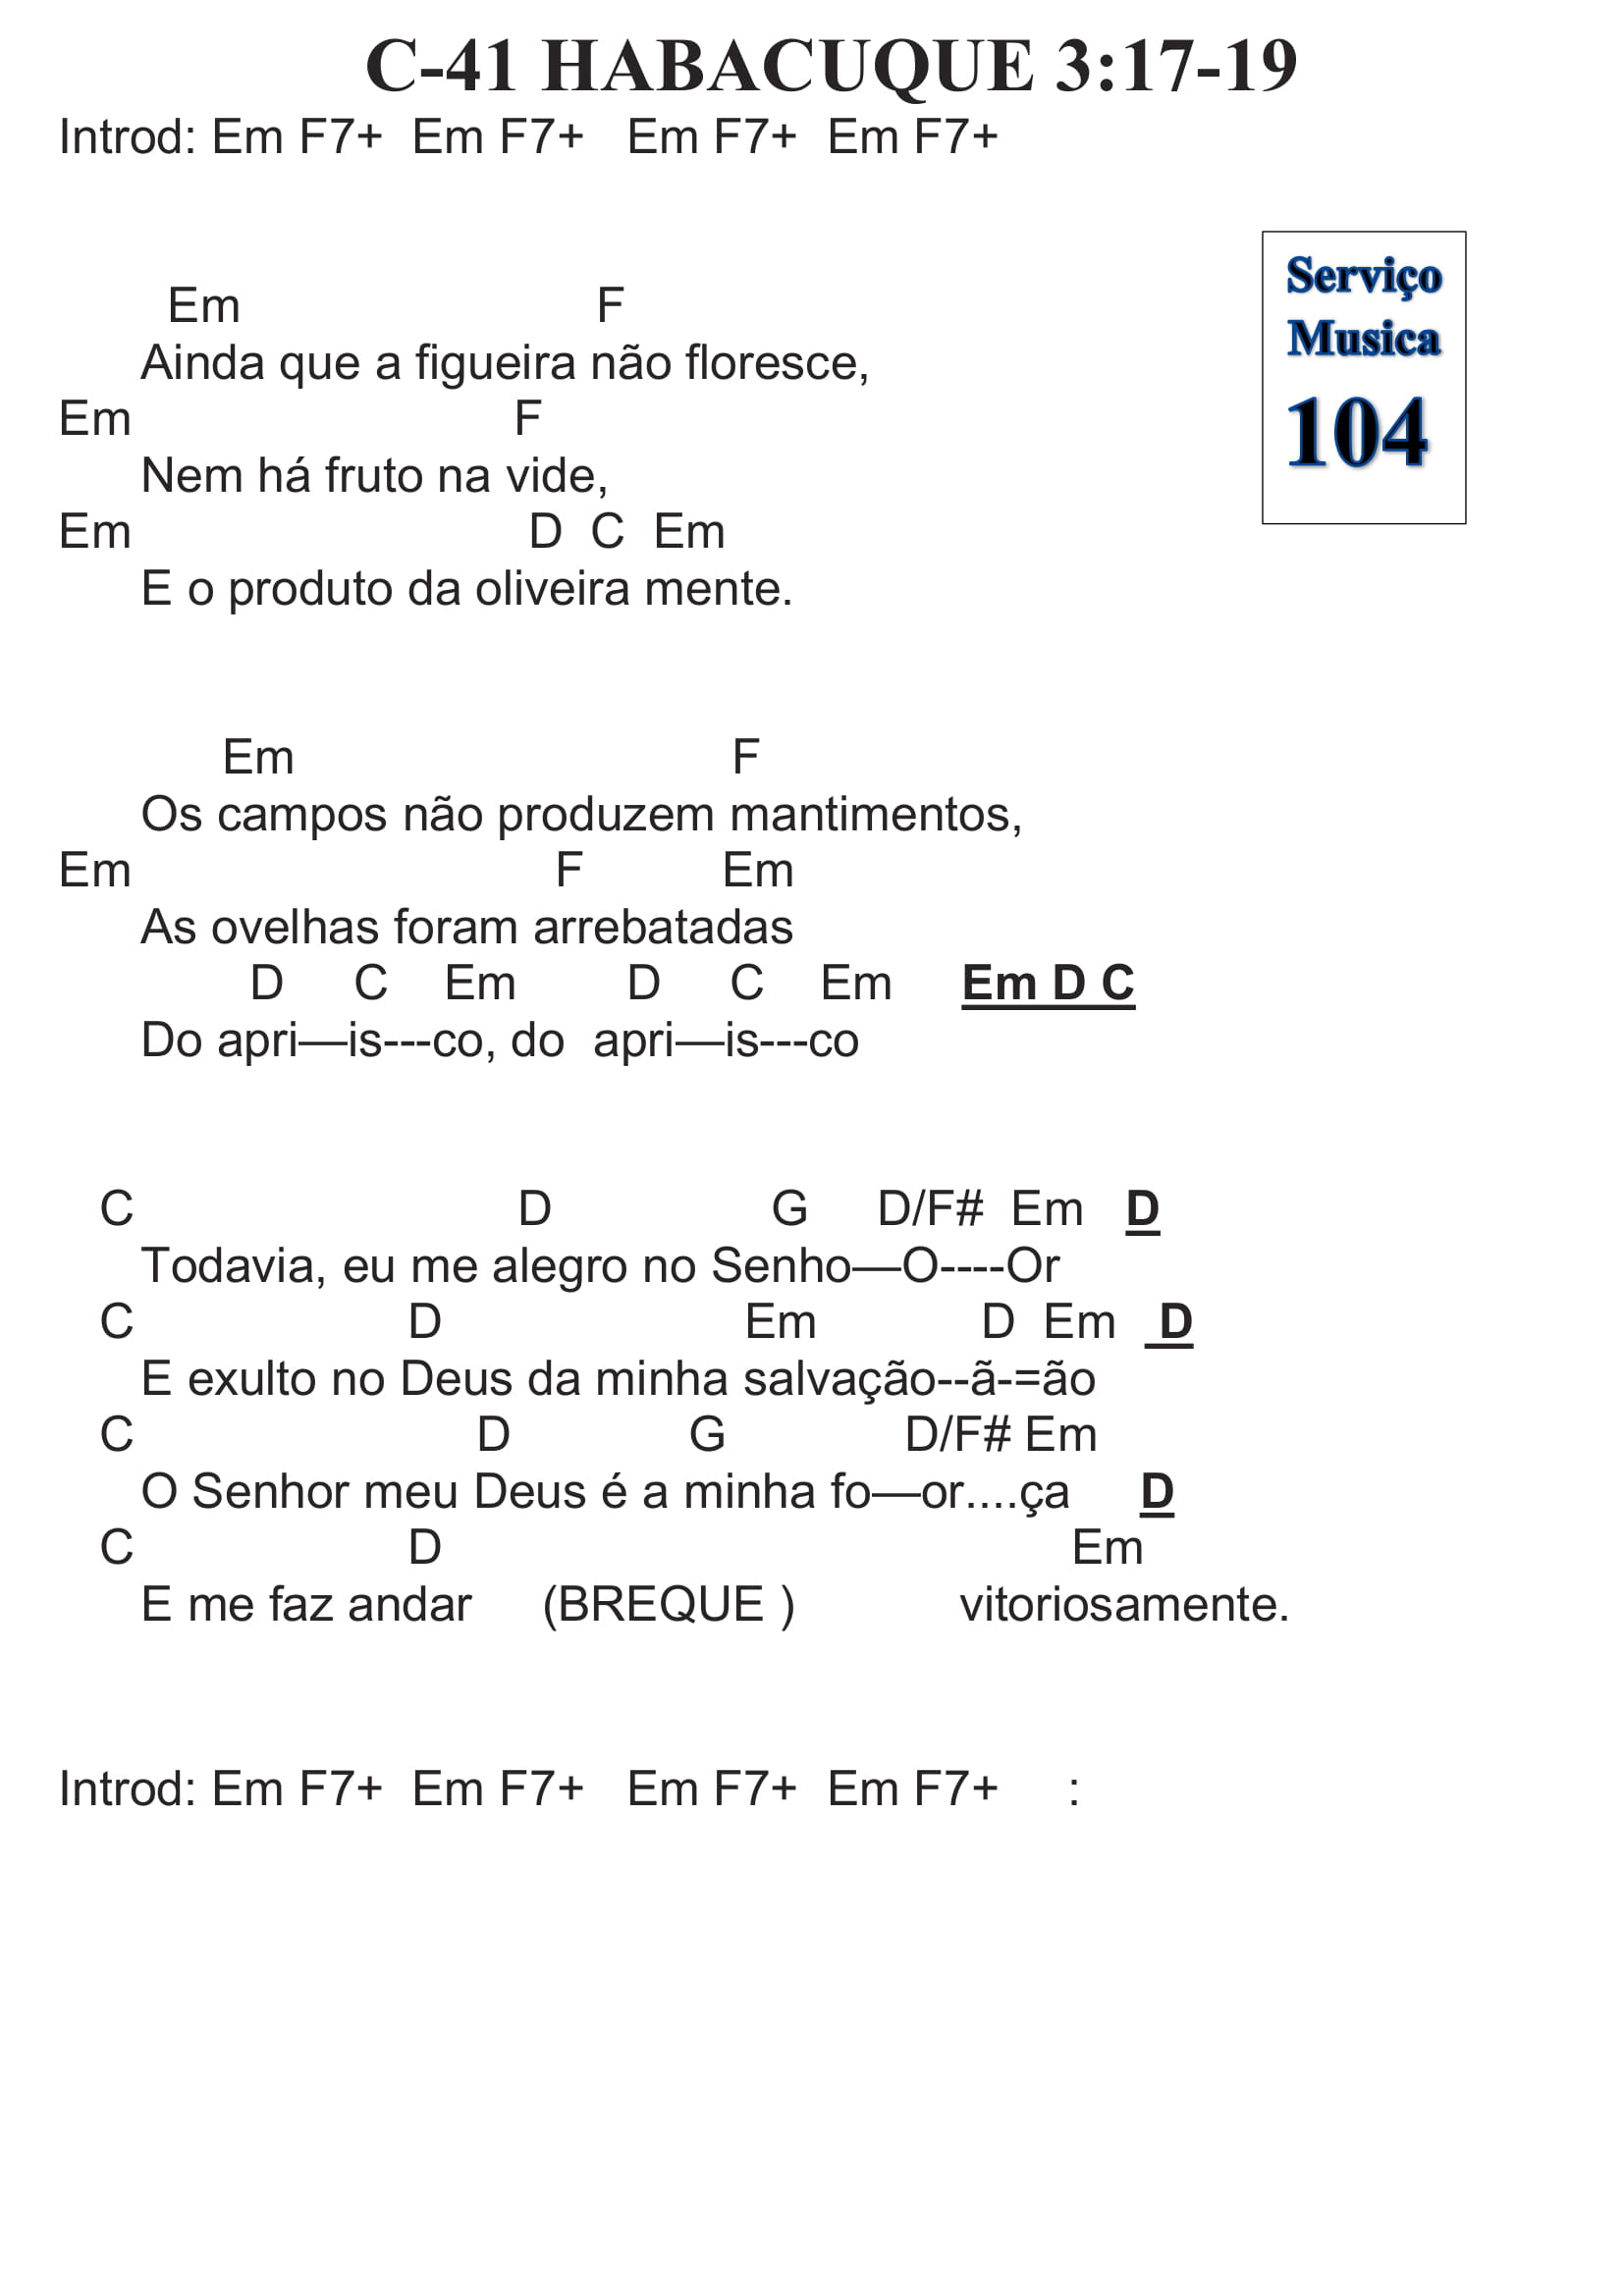 C-41 HABACUQUE 3:17-19
Introd: Em F7+  Em F7+   Em F7+  Em F7+
Serviço
Musica
104
Em                          F
Ainda que a figueira não floresce,
Em                            F
Nem há fruto na vide,
Em                             D  C  Em
E o produto da oliveira mente.
Em                                F
Os campos não produzem mantimentos,
Em                               F          Em
As ovelhas foram arrebatadas
D     C    Em        D     C    Em     Em D C
Do apri—is---co, do  apri—is---co
C                            D                G     D/F#  Em   D
Todavia, eu me alegro no Senho—O----Or
C                    D                      Em            D  Em   D
E exulto no Deus da minha salvação--ã-=ão
C                         D             G             D/F# Em
O Senhor meu Deus é a minha fo—or....ça     D
C                    D                                              Em
E me faz andar     (BREQUE )            vitoriosamente.
Introd: Em F7+  Em F7+   Em F7+  Em F7+     :